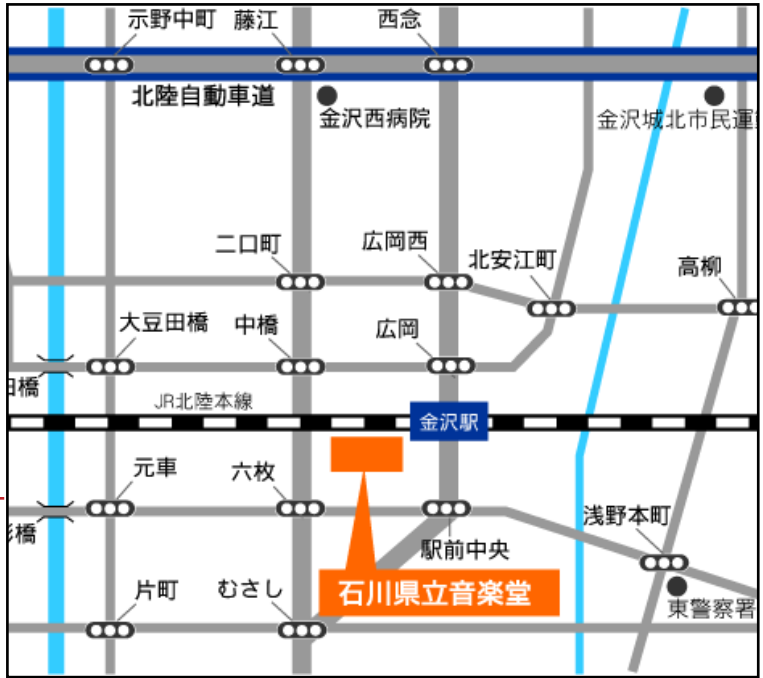 示野中町
藤江
西念
北陸自動車道
金沢西病院
金沢城北市民運
二口町
広岡西
北安江町
高柳
大豆田橋
中橋
広岡
田橋
JR北陸本線
金沢駅
元車
六枚
浅野本町
橋
駅前中央
片町
むさし
石川県立音楽堂
東警察署